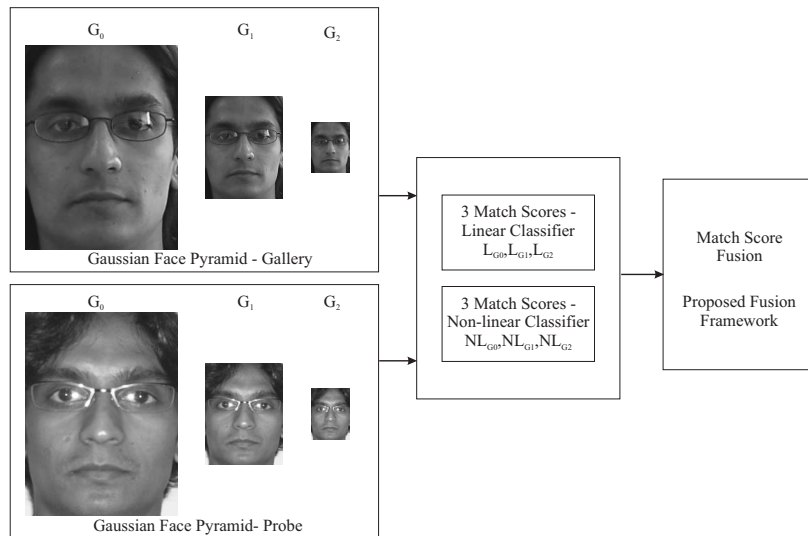 G0 G1 G2
Gaussian Face Pyramid - Gallery
G0 G1 G2
Gaussian Face Pyramid- Probe
3 Match Scores -
Linear Classifier
LG0,LG1,LG2
3 Match Scores -
Non-linear Classifier
NLG0,NLG1,NLG2
Match Score
Fusion
Proposed Fusion
Framework